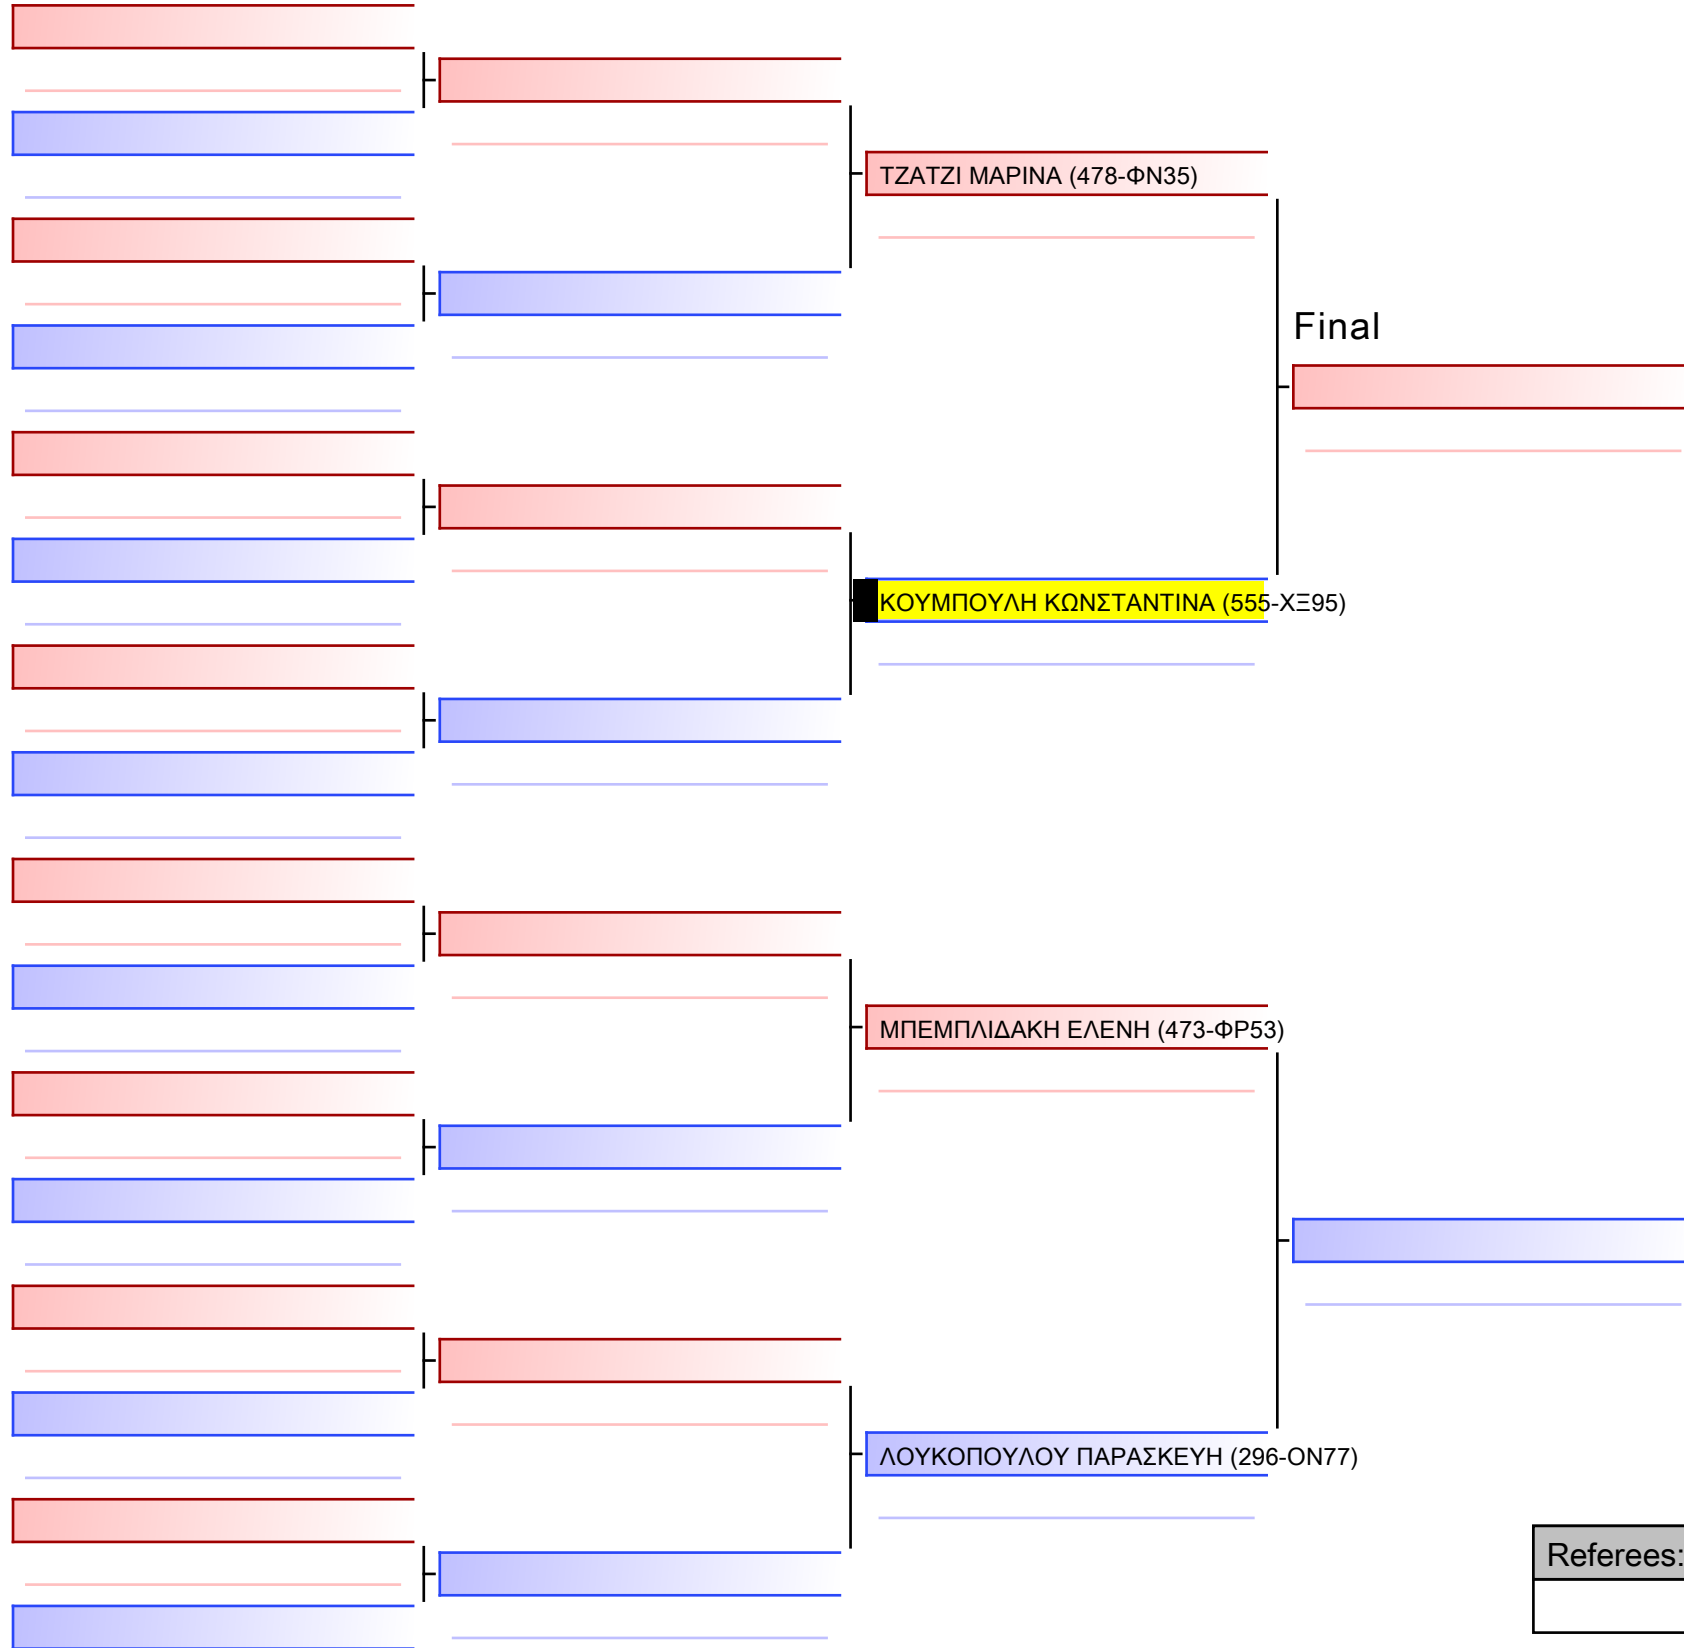 ΤΖΑΤΖΙ ΜΑΡΙΝΑ (478-ΦΝ35)
Final
ΚΟΥΜΠΟΥΛΗ ΚΩΝΣΤΑΝΤΙΝΑ (555-ΧΞ95)
ΜΠΕΜΠΛΙΔΑΚΗ ΕΛΕΝΗ (473-ΦΡ53)
ΛΟΥΚΟΠΟΥΛΟΥ ΠΑΡΑΣΚΕΥΗ (296-ΟΝ77)
Referees: